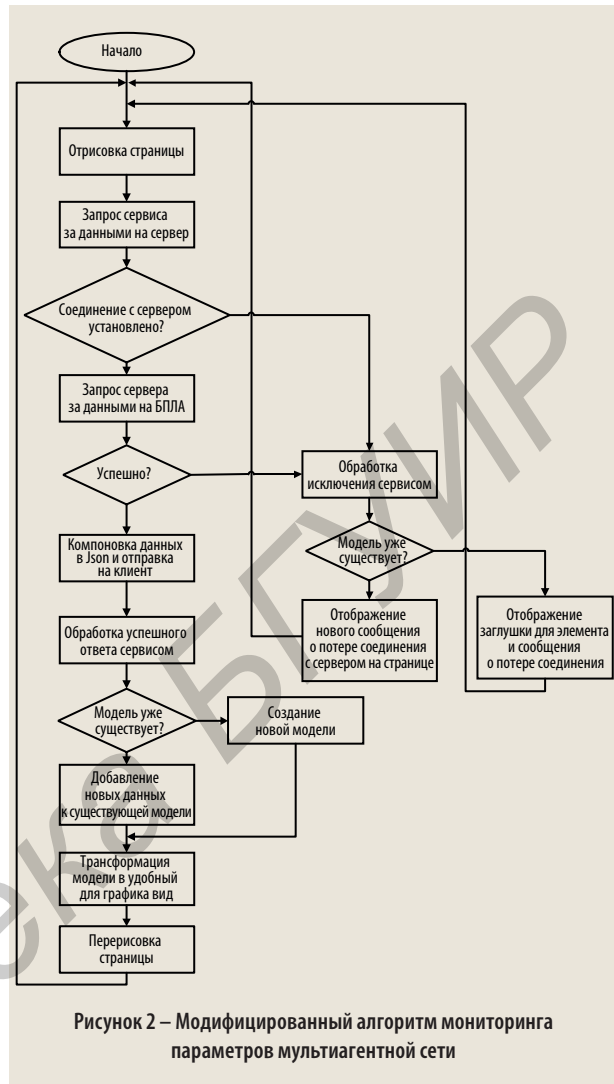 Начало
Отрисовка страницы
Запрос сервиса
за данными на сервер
Соединение с сервером
установлено?
Запрос сервера
за данными на БПЛА
Успешно?
Обработка
исключения сервисом
Компоновка данных
в Json и отправка
на клиент
Модель уже
существует?
Обработка успешного
ответа сервисом
Отображение
нового сообщения
о потере соединения
с сервером на странице
Отображение
заглушки для элемента
и сообщения
о потере соединения
Модель уже
существует?
Создание
новой модели
Добавление
новых данных
к существующей модели
Трансформация
модели в удобный
для графика вид
Перерисовка
страницы
Рисунок 2 – Модифицированный алгоритм мониторинга
параметров мультиагентной сети
ека БГУИР